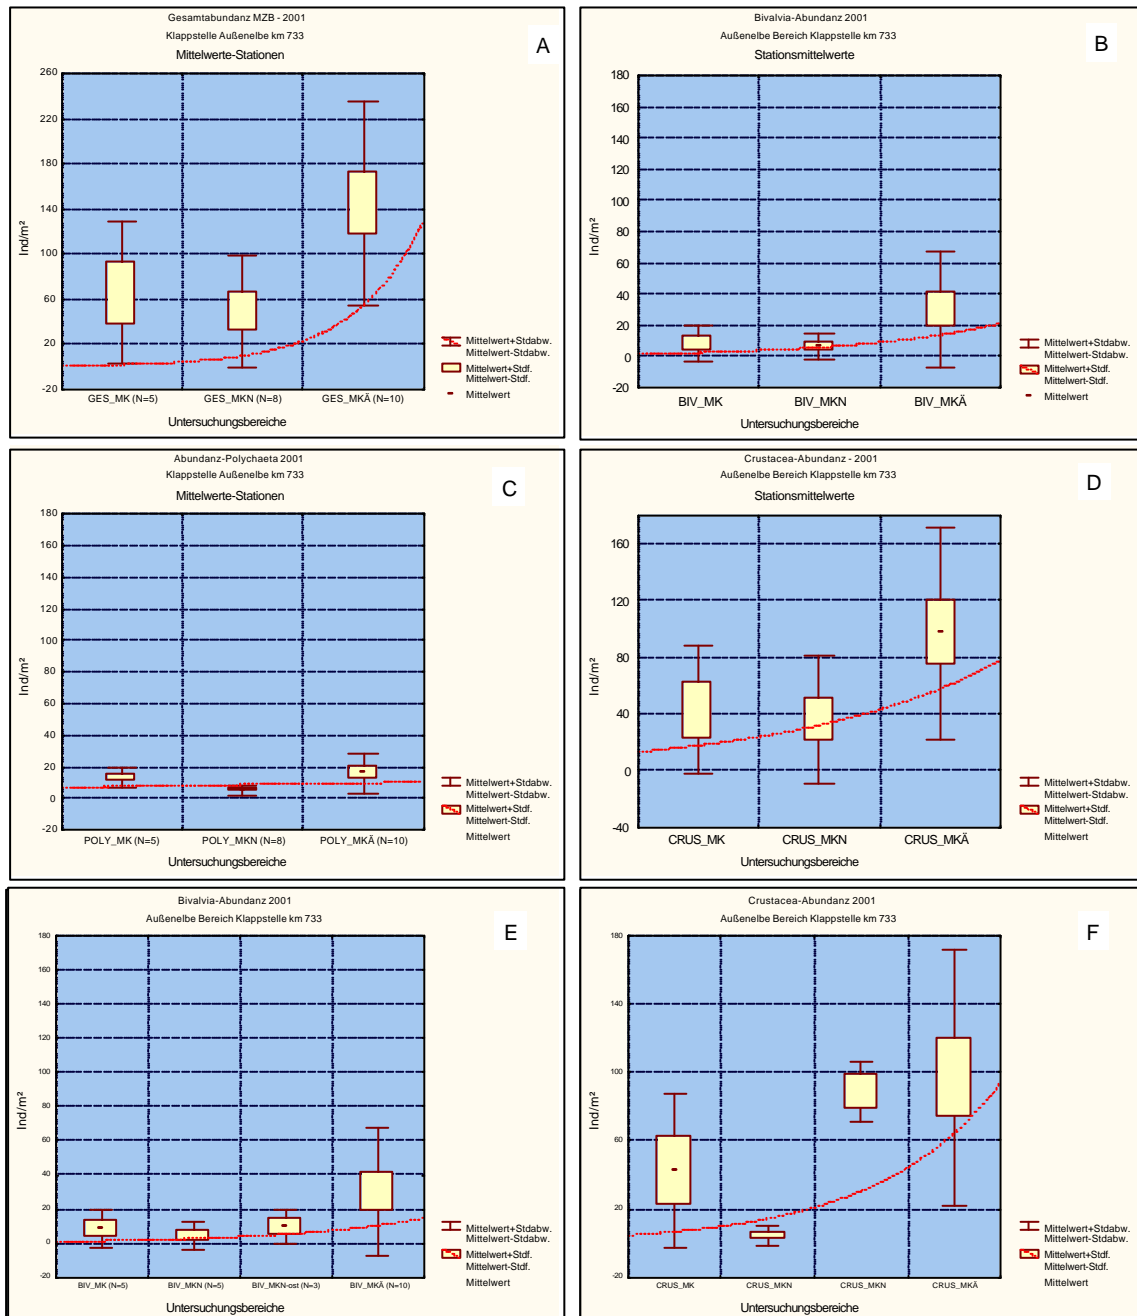 Gesamtabundanz MZB - 2001
Klappstelle Außenelbe km 733
Mittelwerte-Stationen
A
Ind/m²
260
220
180
140
100
60
20
-20
GES_MK (N=5)
GES_MKN (N=8)
GES_MKÄ (N=10)
Untersuchungsbereiche
Mittelwert+Stdabw.
Mittelwert-Stdabw.
Mittelwert+Stdf.
Mittelwert-Stdf.
Mittelwert
Bivalvia-Abundanz 2001
Außenelbe Bereich Klappstelle km 733
Stationsmittelwerte
B
Ind/m²
180
160
140
120
100
80
60
40
20
0
-20
BIV_MK
BIV_MKN
BIV_MKÄ
Untersuchungsbereiche
Mittelwert+Stdabw.
Mittelwert-Stdabw.
Mittelwert+Stdf.
Mittelwert-Stdf.
Mittelwert
Abundanz-Polychaeta 2001
Klappstelle Außenelbe km 733
Mittelwerte-Stationen
C
Ind/m²
180
160
140
120
100
80
60
40
20
0
-20
POLY_MK (N=5)
POLY_MKN (N=8)
POLY_MKÄ (N=10)
Untersuchungsbereiche
Mittelwert+Stdabw.
Mittelwert-Stdabw.
Mittelwert+Stdf.
Mittelwert-Stdf.
Mittelwert
Crustacea-Abundanz - 2001
Außenelbe Bereich Klappstelle km 733
Stationsmittelwerte
D
Ind/m²
160
120
80
40
0
-40
CRUS_MK
CRUS_MKN
CRUS_MKÄ
Untersuchungsbereiche
Mittelwert+Stdabw.
Mittelwert-Stdabw.
Mittelwert+Stdf.
Mittelwert-Stdf.
Mittelwert
Bivalvia-Abundanz 2001
Außenelbe Bereich Klappstelle km 733
E
Ind/m²
180
160
140
120
100
80
60
40
20
0
-20
BIV_MK (N=5)
BIV_MKN (N=5)
BIV_MKN-ost (N=3)
BIV_MKÄ (N=10)
Untersuchungsbereiche
Mittelwert+Stdabw.
Mittelwert-Stdabw.
Mittelwert+Stdf.
Mittelwert-Stdf.
Mittelwert
Crustacea-Abundanz 2001
Außenelbe Bereich Klappstelle km 733
F
Ind/m²
180
140
100
60
20
-20
CRUS_MK
CRUS_MKN
CRUS_MKN
CRUS_MKÄ
Untersuchungsbereiche
Mittelwert+Stdabw.
Mittelwert-Stdabw.
Mittelwert+Stdf.
Mittelwert-Stdf.
Mittelwert